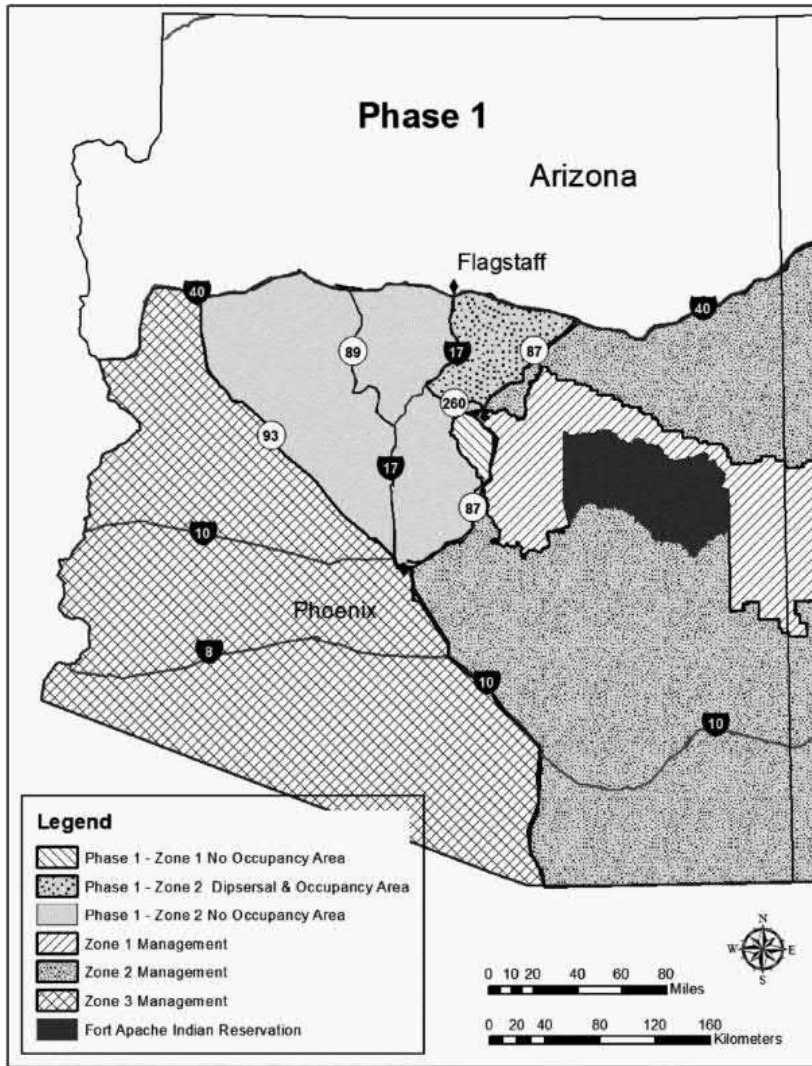 Phase 1
Arizona
Flagstaff
40
40
89
17
87
260
93
17
87
10
Phoenix
8
10
10
Legend
Phase 1 - Zone 1 No Occupancy Area
Phase 1 - Zone 2 Dipsersal & Occupancy Area
Phase 1 - Zone 2 No Occupancy Area
Zone 1 Management
Zone 2 Management
Zone 3 Management
Fort Apache Indian Reservation
N
W E
S
0 10 20 40 60 80
Miles
0 20 40 80 120 160
Kilometers